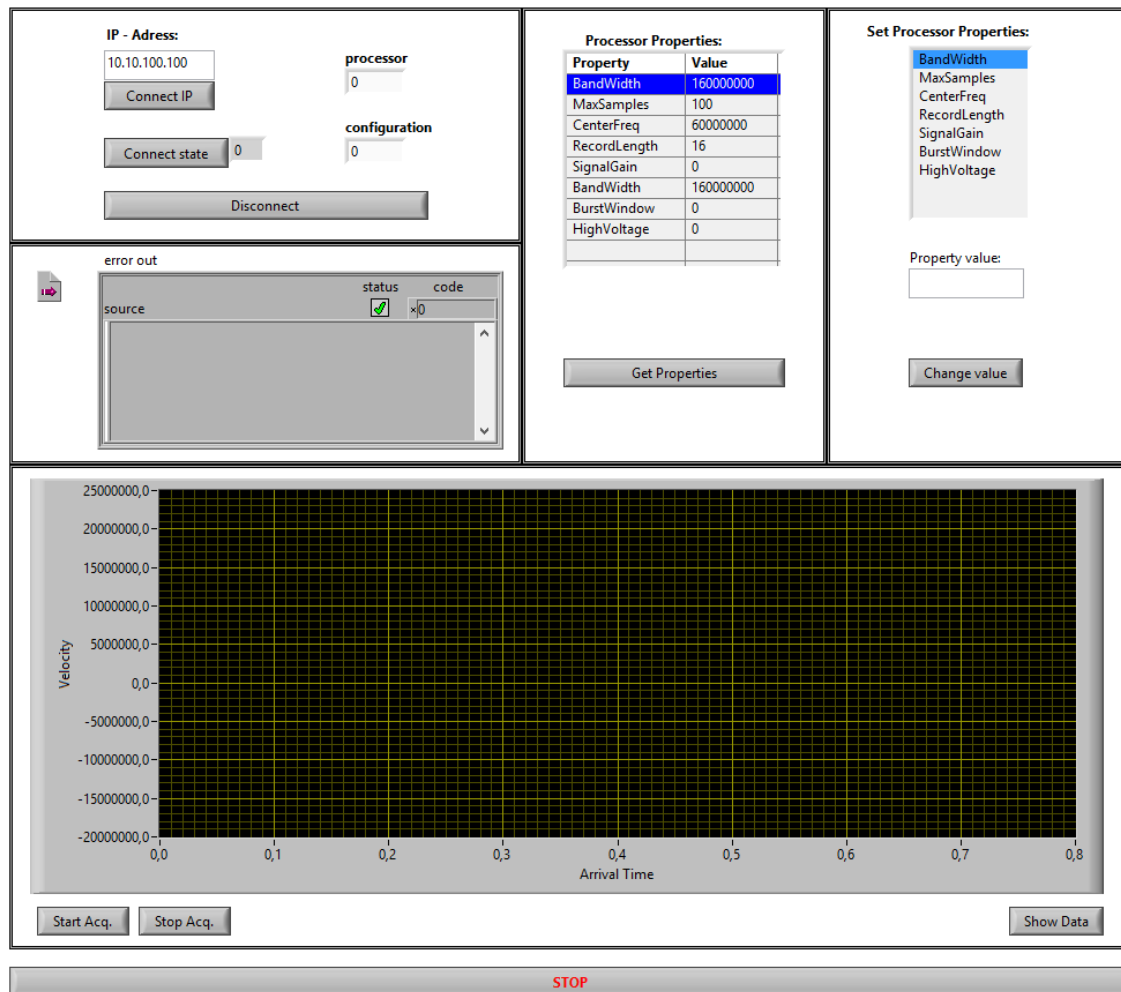 IP - Adress:
10.10.100.100
Connect IP
processor
0
Connect state 0
configuration
0
Disconnect
error out
status code
source
×0
Processor Properties:
Property Value
BandWidth 160000000
MaxSamples 100
CenterFreq 60000000
RecordLength 16
SignalGain 0
BandWidth 160000000
BurstWindow 0
HighVoltage 0
Get Properties
Set Processor Properties:
BandWidth
MaxSamples
CenterFreq
RecordLength
SignalGain
BurstWindow
HighVoltage
Property value:
Change value
Velocity
25000000,0
20000000,0
15000000,0
10000000,0
5000000,0
0,0
-5000000,0
-10000000,0
-15000000,0
-20000000,0
0,0 0,1 0,2 0,3 0,4 0,5 0,6 0,7 0,8
Arrival Time
Start Acq. Stop Acq. Show Data
STOP